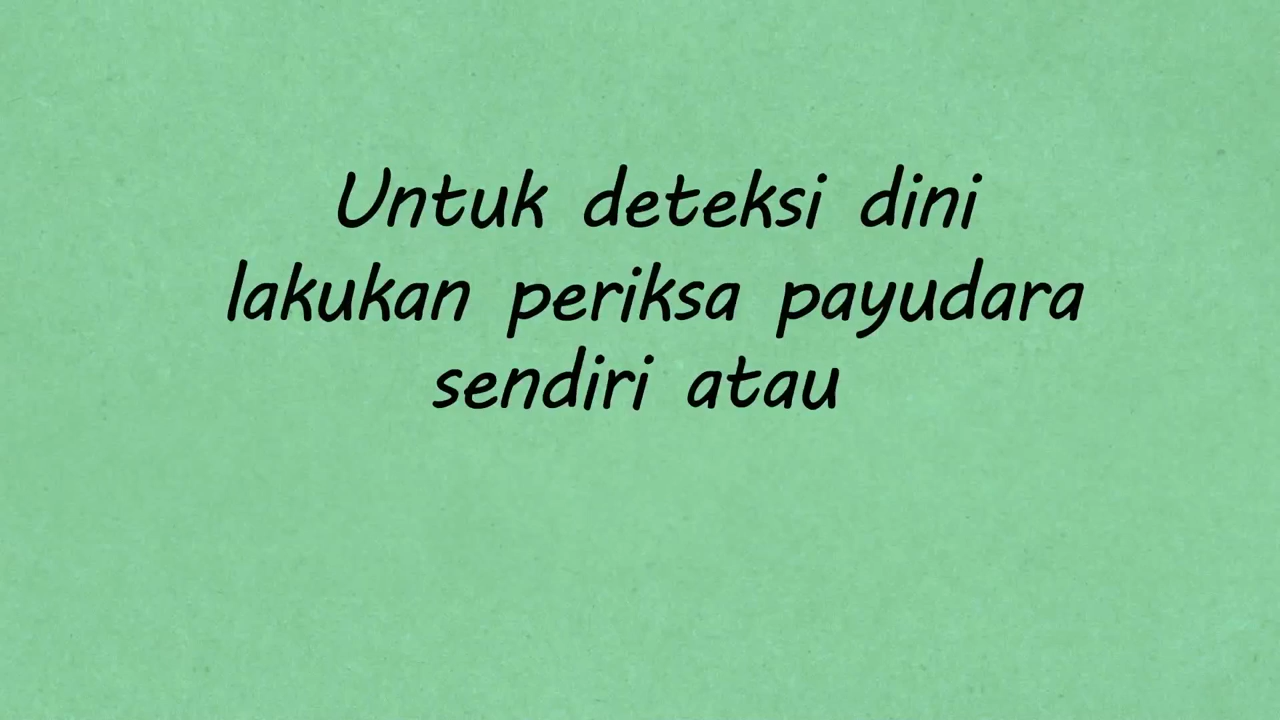 Untuk deteksi dini
lakukan periksa payudara
sendiri atau